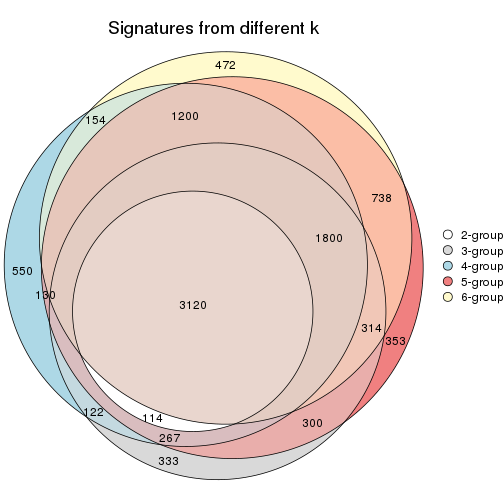 Signatures from different k
472
154
1200
738
1800
550
130
3120
314
353
122
114
300
267
333
2-group
3-group
4-group
5-group
6-group